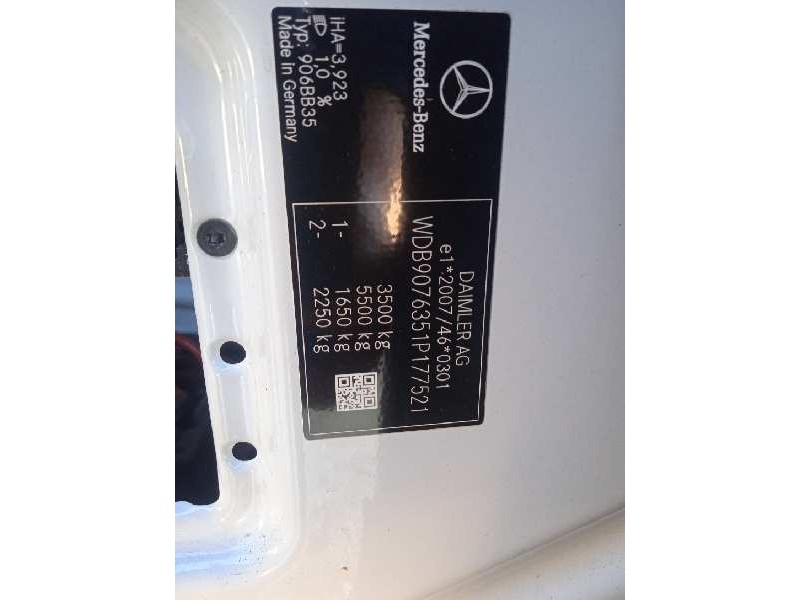 Mercedes-Benz
DAIMLER AG
e1*2007/46*0301
WDB9076351P177521
3500 kg
5500 kg
1- 1650 kg
2- 2250 kg
iHA=3,923
1,0 %
Typ: 906BB35
Made in Germany